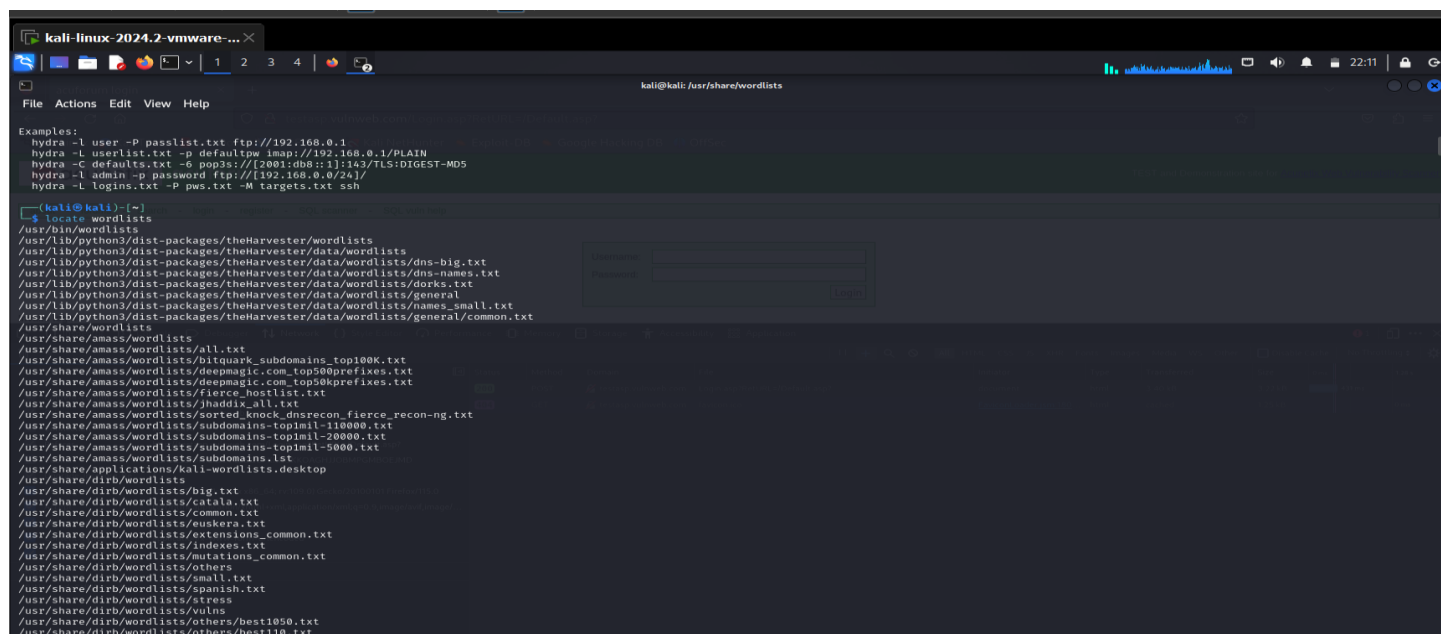 kali-linux-2024.2-vmware-...
1 2 3 4
22:11
kali@kali: /usr/share/wordlists
File Actions Edit View Help
Examples:
hydra -l user -P passlist.txt ftp://192.168.0.1
hydra -L userlist.txt -p defaultpw imap://192.168.0.1/PLAIN
hydra -C defaults.txt -6 pop3s://[2001:db8::1]:143/TLS:DIGEST-MD5
hydra -l admin -p password ftp://[192.168.0.0/24]/
hydra -L logins.txt -P pws.txt -M targets.txt ssh
(kali㉿kali)-[~]
$ locate wordlists
/usr/bin/wordlists
/usr/lib/python3/dist-packages/theHarvester/wordlists
/usr/lib/python3/dist-packages/theHarvester/data/wordlists
/usr/lib/python3/dist-packages/theHarvester/data/wordlists/dns-big.txt
/usr/lib/python3/dist-packages/theHarvester/data/wordlists/dns-names.txt
/usr/lib/python3/dist-packages/theHarvester/data/wordlists/dorks.txt
/usr/lib/python3/dist-packages/theHarvester/data/wordlists/general
/usr/lib/python3/dist-packages/theHarvester/data/wordlists/names_small.txt
/usr/lib/python3/dist-packages/theHarvester/data/wordlists/general/common.txt
/usr/share/wordlists
/usr/share/amass/wordlists
/usr/share/amass/wordlists/all.txt
/usr/share/amass/wordlists/bitquark_subdomains_top100K.txt
/usr/share/amass/wordlists/deepmagic.com_top500prefixes.txt
/usr/share/amass/wordlists/deepmagic.com_top50kprefixes.txt
/usr/share/amass/wordlists/fierce_hostlist.txt
/usr/share/amass/wordlists/jhaddix_all.txt
/usr/share/amass/wordlists/sorted_knock_dnsrecon_fierce_recon-ng.txt
/usr/share/amass/wordlists/subdomains-top1mil-110000.txt
/usr/share/amass/wordlists/subdomains-top1mil-20000.txt
/usr/share/amass/wordlists/subdomains-top1mil-5000.txt
/usr/share/amass/wordlists/subdomains.lst
/usr/share/applications/kali-wordlists.desktop
/usr/share/dirb/wordlists
/usr/share/dirb/wordlists/big.txt
/usr/share/dirb/wordlists/catala.txt
/usr/share/dirb/wordlists/common.txt
/usr/share/dirb/wordlists/euskera.txt
/usr/share/dirb/wordlists/extensions_common.txt
/usr/share/dirb/wordlists/indexes.txt
/usr/share/dirb/wordlists/mutations_common.txt
/usr/share/dirb/wordlists/others
/usr/share/dirb/wordlists/small.txt
/usr/share/dirb/wordlists/spanish.txt
/usr/share/dirb/wordlists/stress
/usr/share/dirb/wordlists/vulns
/usr/share/dirb/wordlists/others/best1050.txt
/usr/share/dirb/wordlists/others/best110.txt
Username:
Password:
Login